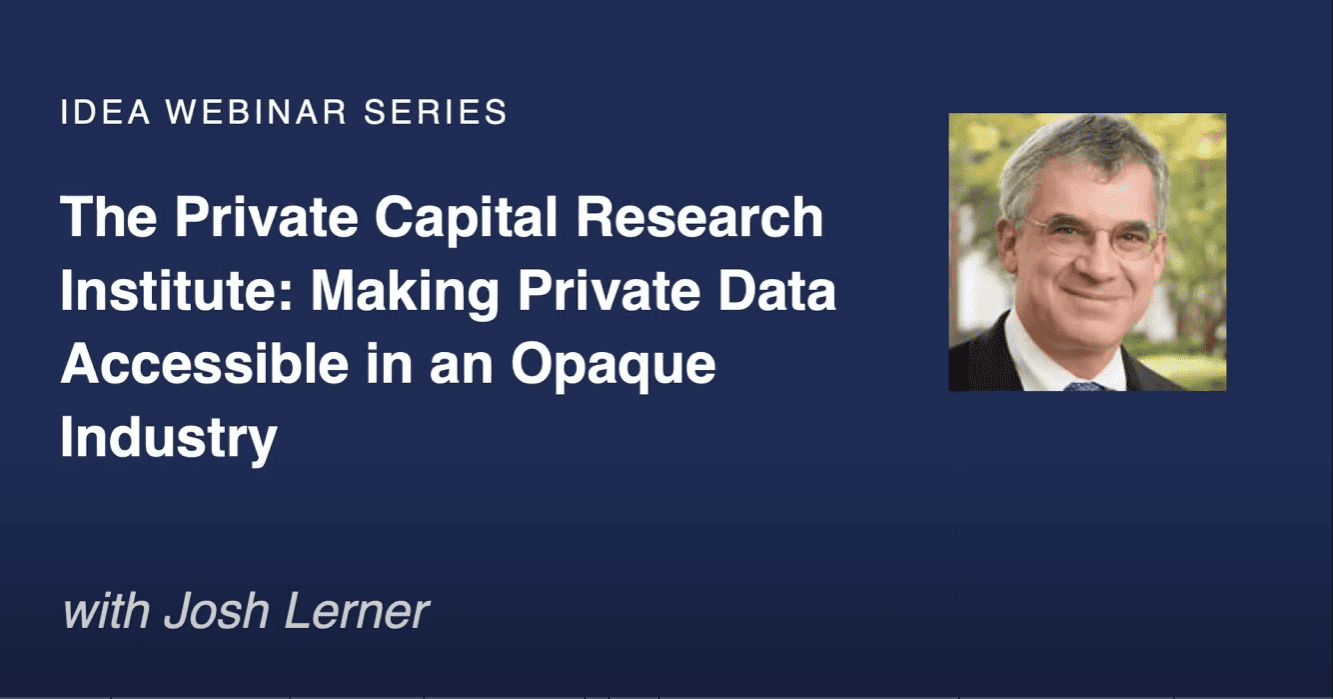 IDEA WEBINAR SERIES
The Private Capital Research
Institute: Making Private Data
Accessible in an Opaque
Industry
with Josh Lerner